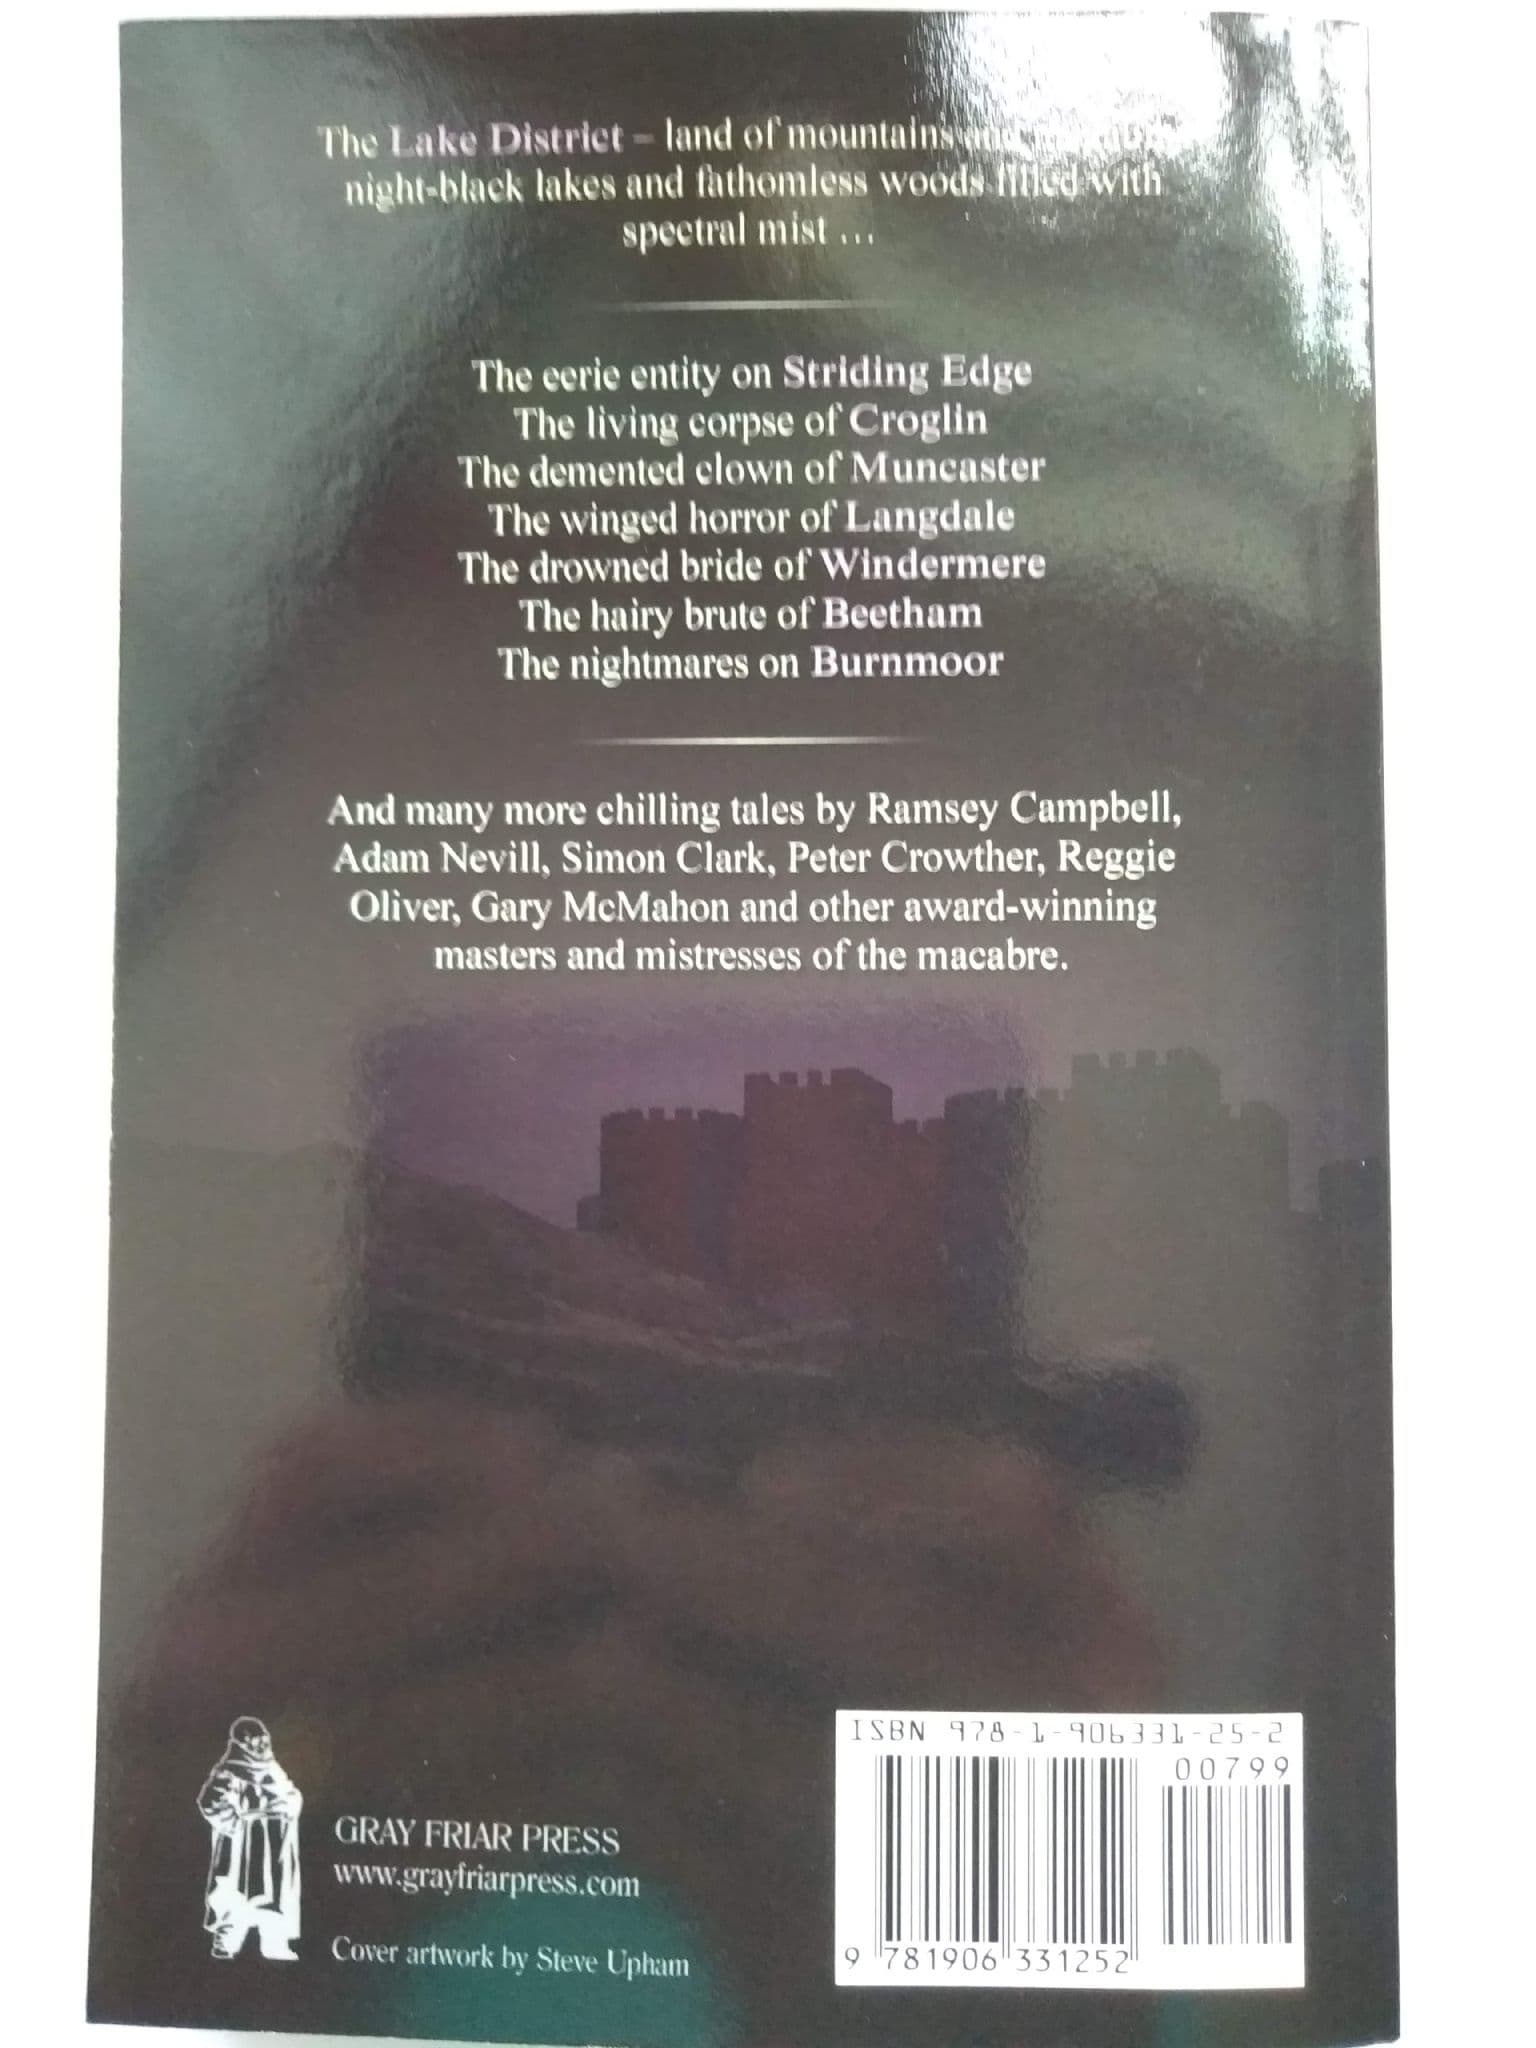 The Lake District – land of mountains
night-black lakes and fathomless woods filled with
spectral mist ...
The eerie entity on Striding Edge
The living corpse of Croglin
The demented clown of Muncaster
The winged horror of Langdale
The drowned bride of Windermere
The hairy brute of Beetham
The nightmares on Burnmoor
And many more chilling tales by Ramsey Campbell,
Adam Nevill, Simon Clark, Peter Crowther, Reggie
Oliver, Gary McMahon and other award-winning
masters and mistresses of the macabre.
GRAY FRIAR PRESS
www.grayfriarpress.com
Cover artwork by Steve Upham
ISBN 978-1-906331-25-2
00799
9 781906 331252